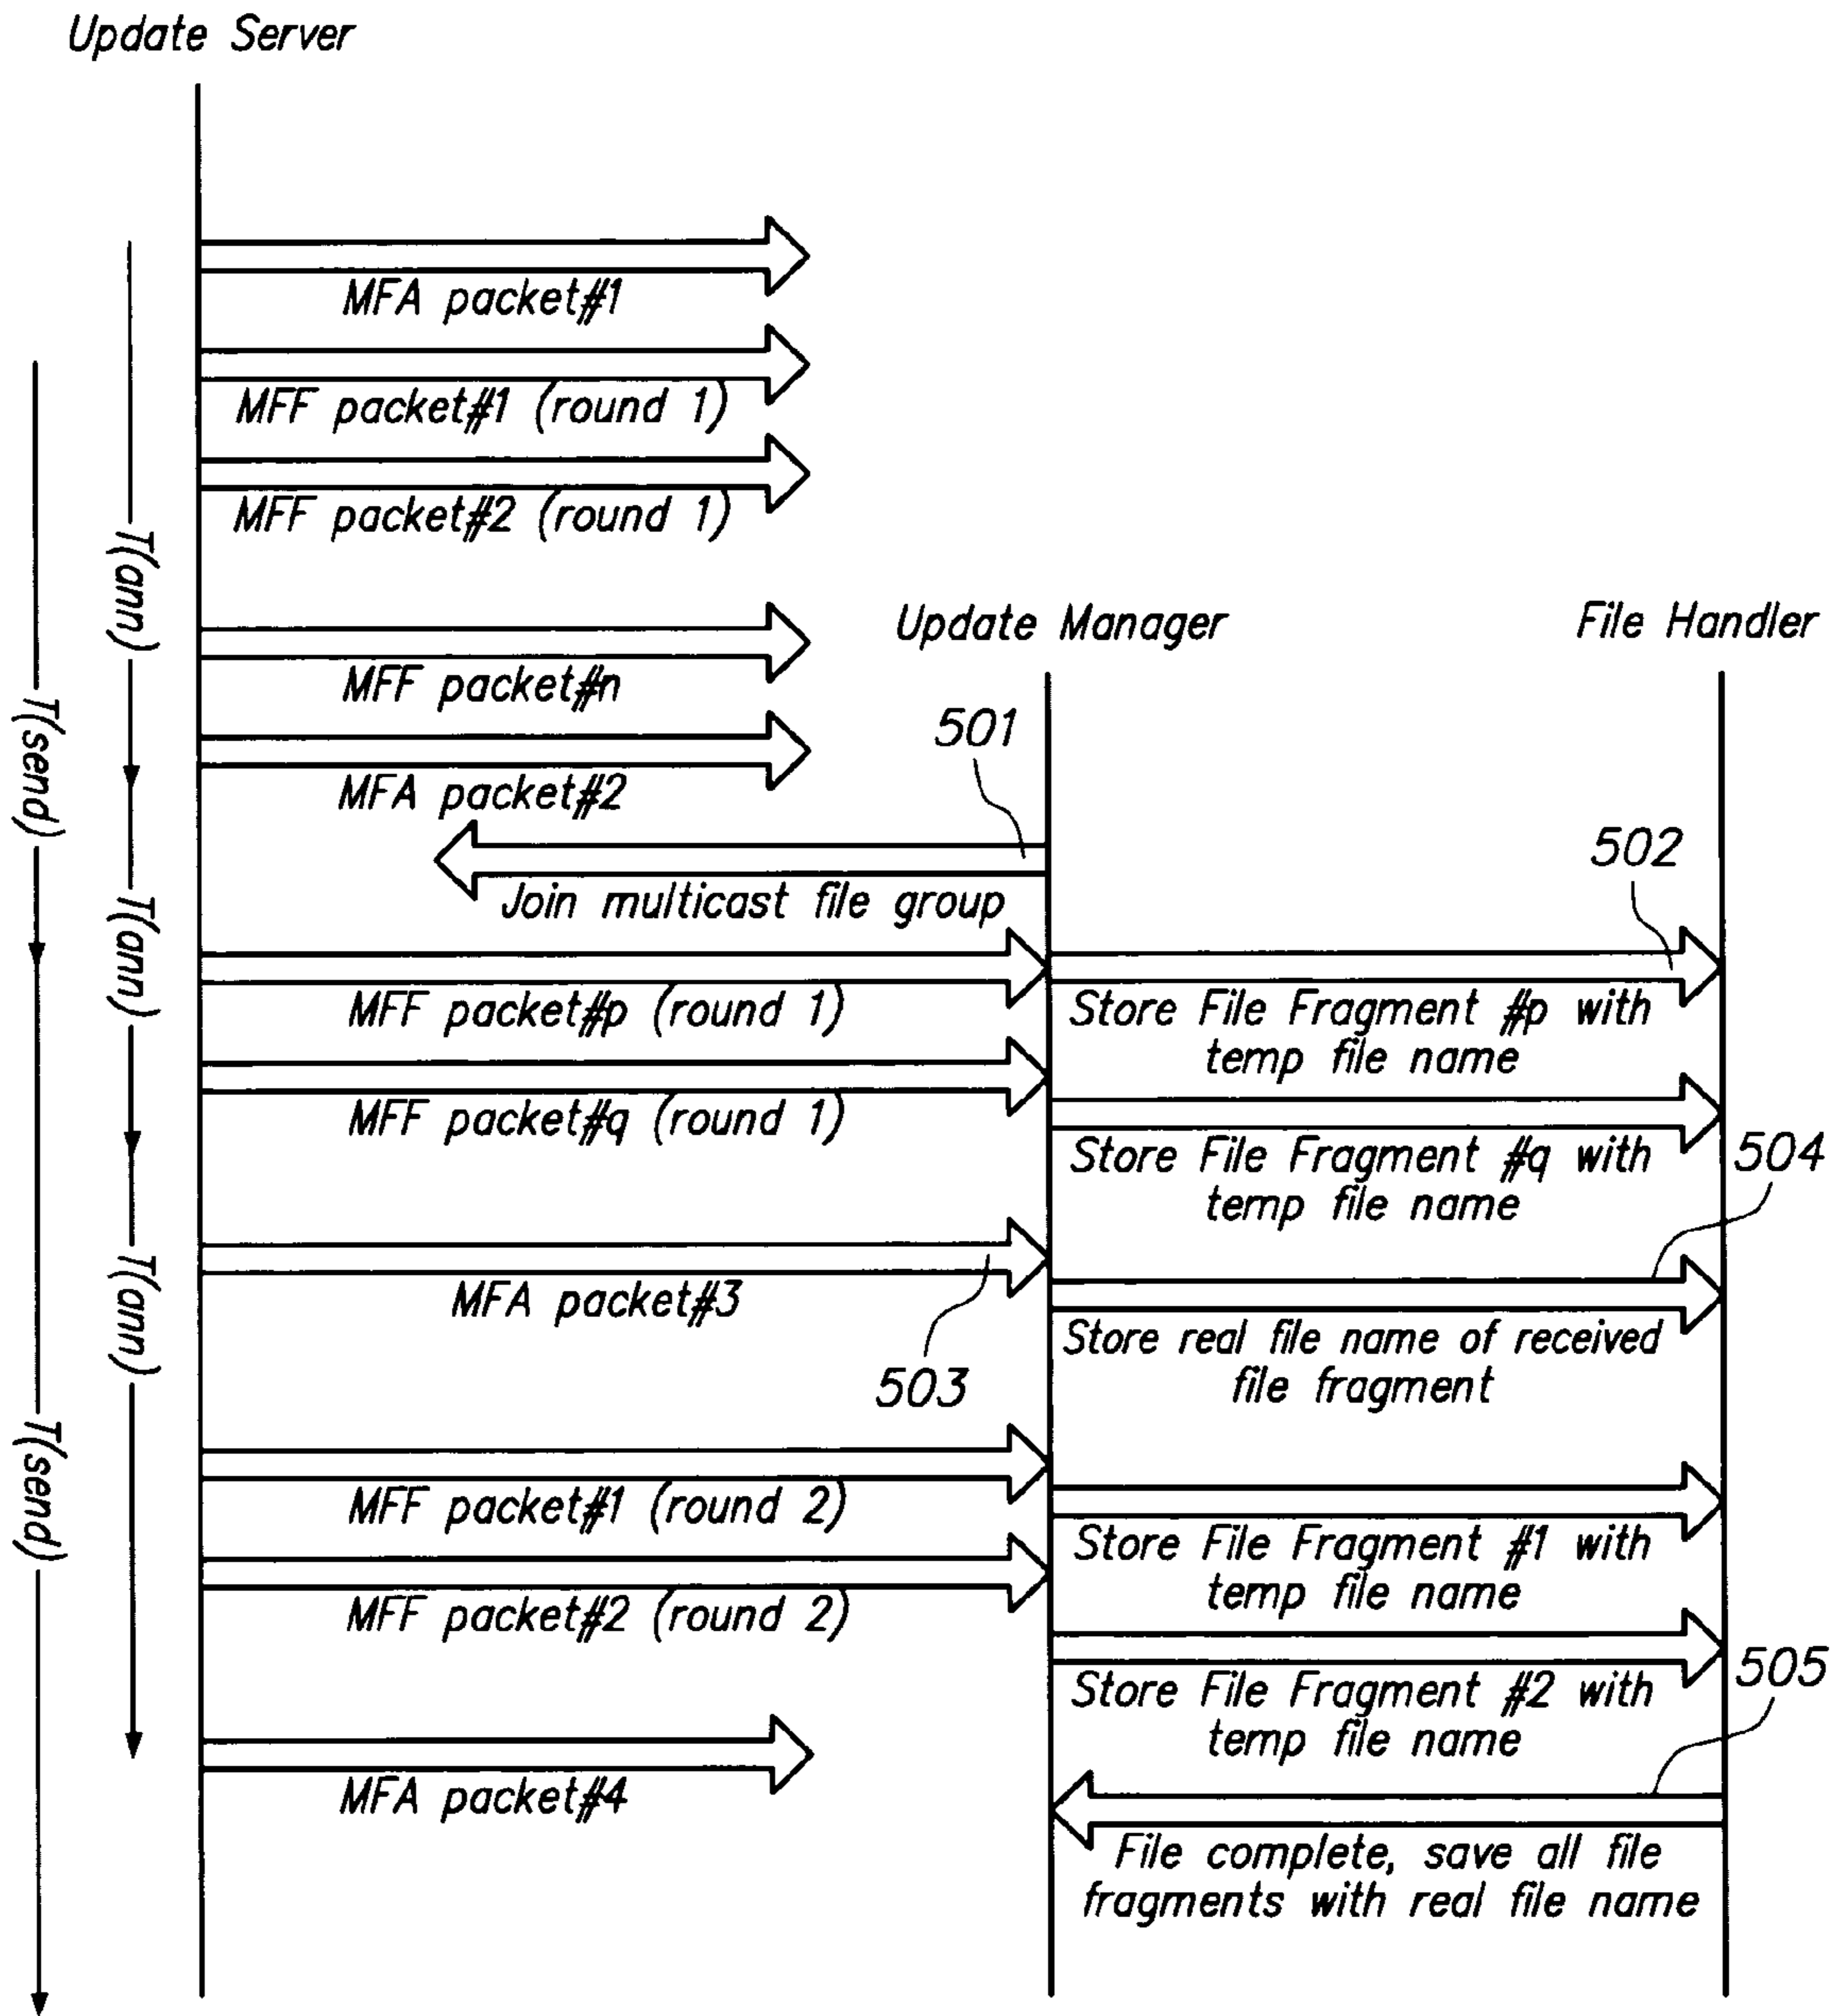 Update Server
MFA packet#1
MFF packet#1 (round 1)
MFF packet#2 (round 1)
T(ann)
Update Manager
File Handler
MFF packet#n
T(send)
501
MFA packet#2
502
Join multicast file group
T(ann)
MFF packet#p (round 1)
Store File Fragment #p with
temp file name
MFF packet#q (round 1)
Store File Fragment #q with
temp file name
504
T(ann)
MFA packet#3
503
Store real file name of received
file fragment
T(send)
MFF packet#1 (round 2)
Store File Fragment #1 with
temp file name
MFF packet#2 (round 2)
505
Store File Fragment #2 with
temp file name
MFA packet#4
File complete, save all file
fragments with real file name